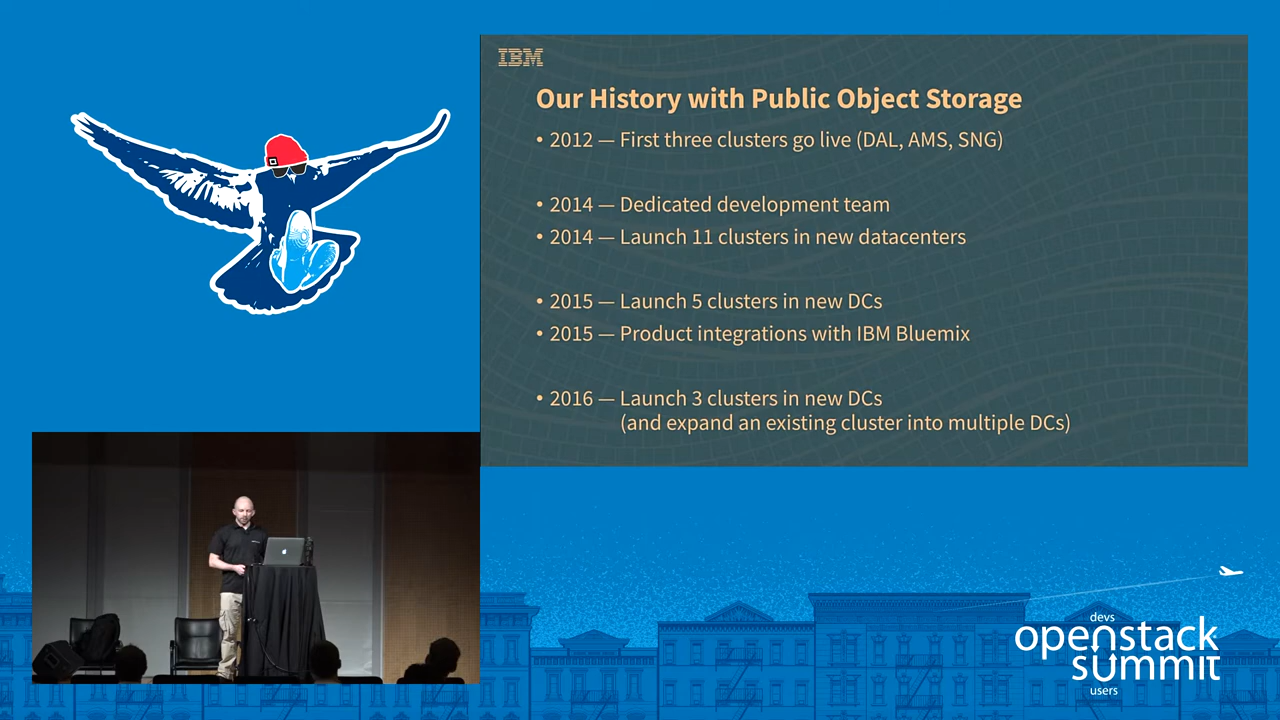 IBM
Our History with Public Object Storage
• 2012 — First three clusters go live (DAL, AMS, SNG)
• 2014 — Dedicated development team
• 2014 — Launch 11 clusters in new datacenters
• 2015 — Launch 5 clusters in new DCs
• 2015 — Product integrations with IBM Bluemix
• 2016 — Launch 3 clusters in new DCs
(and expand an existing cluster into multiple DCs)
devs
openstack
summit
users